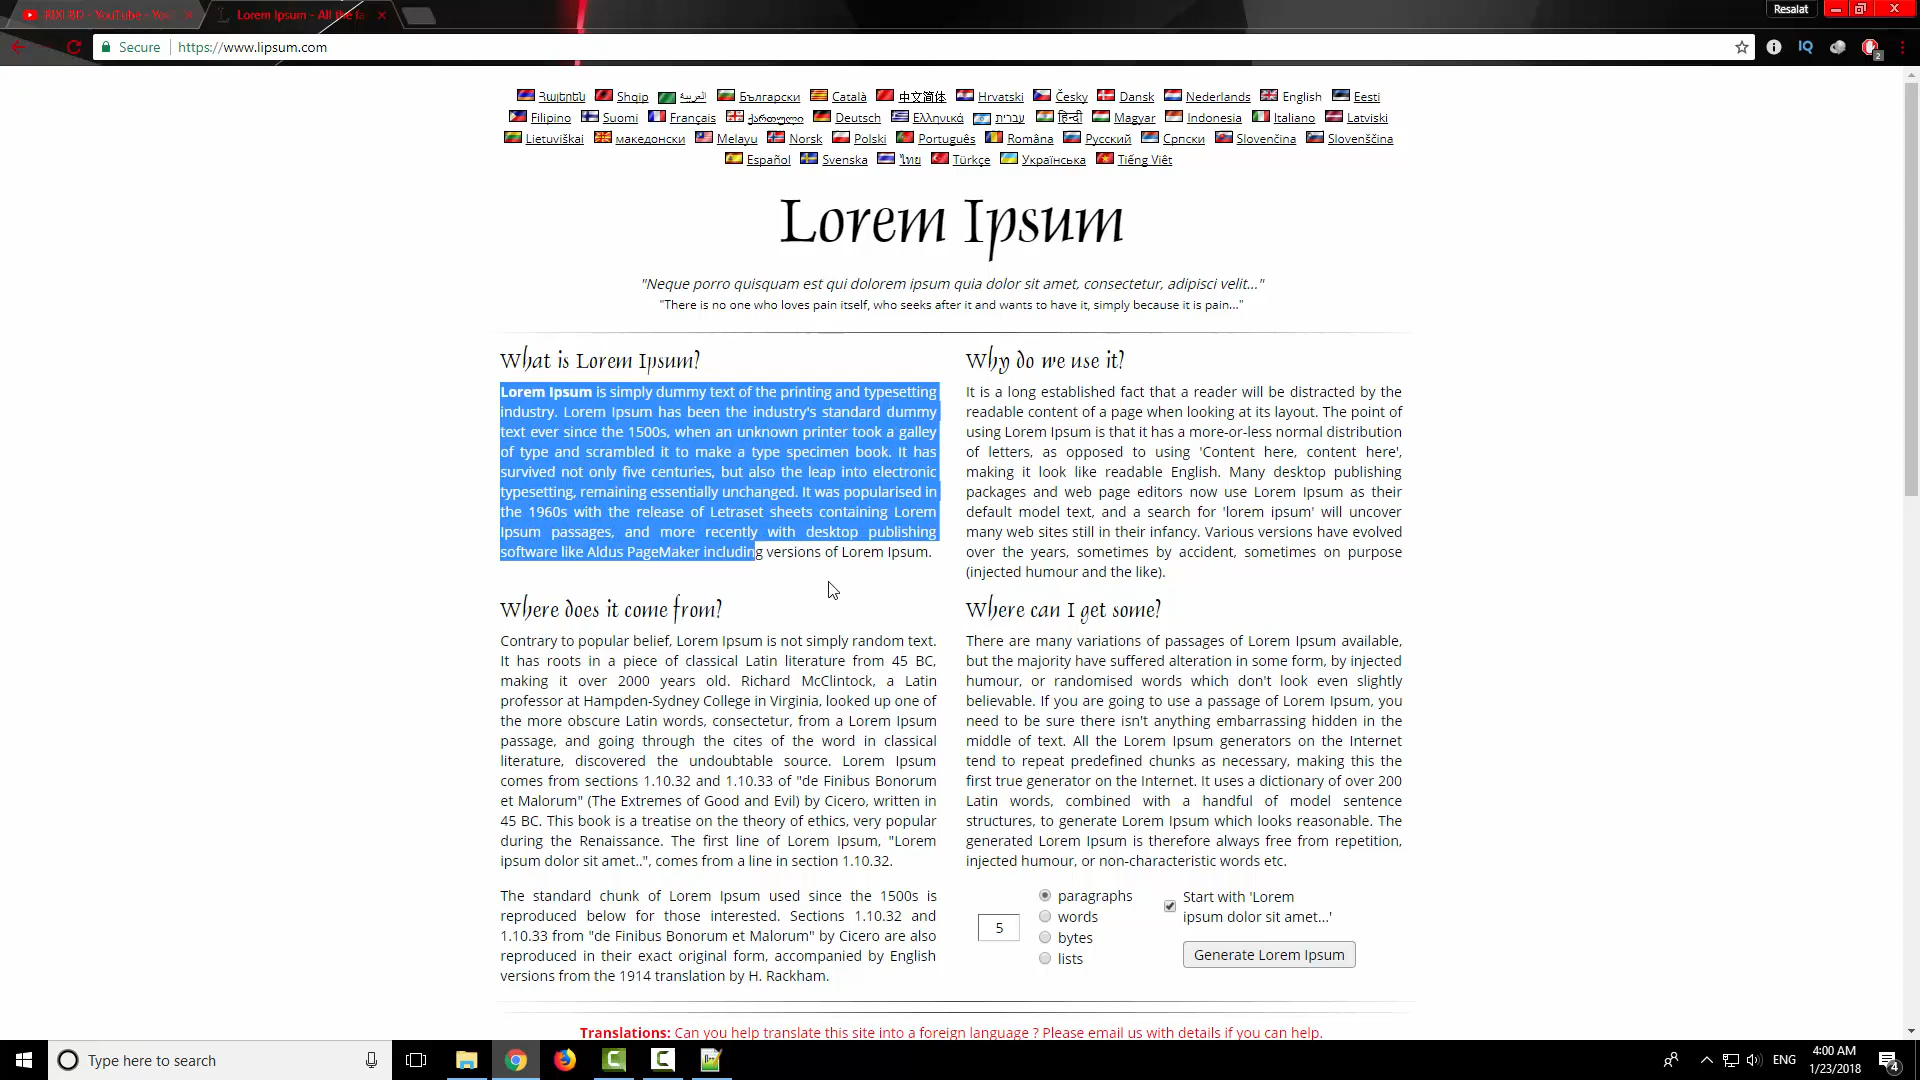 RIXI BD - YouTube - You
Lorem Ipsum - All the fa
Resalat
Secure
https://www.lipsum.com
Հայերեն Shqip العربية Български Català 中文简体 Hrvatski Česky Dansk Nederlands English Eesti
Filipino Suomi Français ქართული Deutsch Ελληνικά עברית हिन्दी Magyar Indonesia Italiano Latviski
Lietuviškai македонски Melayu Norsk Polski Português Româna Русский Српски Slovenčina Slovenščina
Español Svenska ไทย Türkçe Українська Tiếng Việt
Lorem Ipsum
"Neque porro quisquam est qui dolorem ipsum quia dolor sit amet, consectetur, adipisci velit..."
"There is no one who loves pain itself, who seeks after it and wants to have it, simply because it is pain..."
What is Lorem Ipsum?
Lorem Ipsum is simply dummy text of the printing and typesetting
industry. Lorem Ipsum has been the industry's standard dummy
text ever since the 1500s, when an unknown printer took a galley
of type and scrambled it to make a type specimen book. It has
survived not only five centuries, but also the leap into electronic
typesetting, remaining essentially unchanged. It was popularised in
the 1960s with the release of Letraset sheets containing Lorem
Ipsum passages, and more recently with desktop publishing
software like Aldus PageMaker including versions of Lorem Ipsum.
Why do we use it?
It is a long established fact that a reader will be distracted by the
readable content of a page when looking at its layout. The point of
using Lorem Ipsum is that it has a more-or-less normal distribution
of letters, as opposed to using 'Content here, content here',
making it look like readable English. Many desktop publishing
packages and web page editors now use Lorem Ipsum as their
default model text, and a search for 'lorem ipsum' will uncover
many web sites still in their infancy. Various versions have evolved
over the years, sometimes by accident, sometimes on purpose
(injected humour and the like).
Where does it come from?
Contrary to popular belief, Lorem Ipsum is not simply random text.
It has roots in a piece of classical Latin literature from 45 BC,
making it over 2000 years old. Richard McClintock, a Latin
professor at Hampden-Sydney College in Virginia, looked up one of
the more obscure Latin words, consectetur, from a Lorem Ipsum
passage, and going through the cites of the word in classical
literature, discovered the undoubtable source. Lorem Ipsum
comes from sections 1.10.32 and 1.10.33 of "de Finibus Bonorum
et Malorum" (The Extremes of Good and Evil) by Cicero, written in
45 BC. This book is a treatise on the theory of ethics, very popular
during the Renaissance. The first line of Lorem Ipsum, "Lorem
ipsum dolor sit amet..", comes from a line in section 1.10.32.
The standard chunk of Lorem Ipsum used since the 1500s is
reproduced below for those interested. Sections 1.10.32 and
1.10.33 from "de Finibus Bonorum et Malorum" by Cicero are also
reproduced in their exact original form, accompanied by English
versions from the 1914 translation by H. Rackham.
Where can I get some?
There are many variations of passages of Lorem Ipsum available,
but the majority have suffered alteration in some form, by injected
humour, or randomised words which don't look even slightly
believable. If you are going to use a passage of Lorem Ipsum, you
need to be sure there isn't anything embarrassing hidden in the
middle of text. All the Lorem Ipsum generators on the Internet
tend to repeat predefined chunks as necessary, making this the
first true generator on the Internet. It uses a dictionary of over 200
Latin words, combined with a handful of model sentence
structures, to generate Lorem Ipsum which looks reasonable. The
generated Lorem Ipsum is therefore always free from repetition,
injected humour, or non-characteristic words etc.
5
paragraphs
words
bytes
lists
Start with 'Lorem
ipsum dolor sit amet...'
Generate Lorem Ipsum
Translations: Can you help translate this site into a foreign language ? Please email us with details if you can help.
Type here to search
ENG
4:00 AM
1/23/2018
4